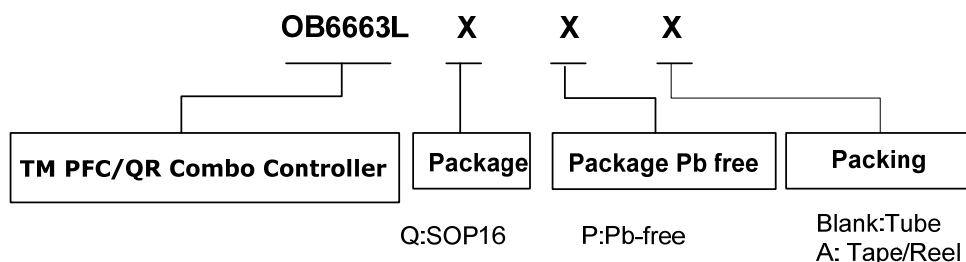 OB6663L X X X
TM PFC/QR Combo Controller
Package
Package Pb free
Packing
Q:SOP16
P:Pb-free
Blank:Tube
A: Tape/Reel